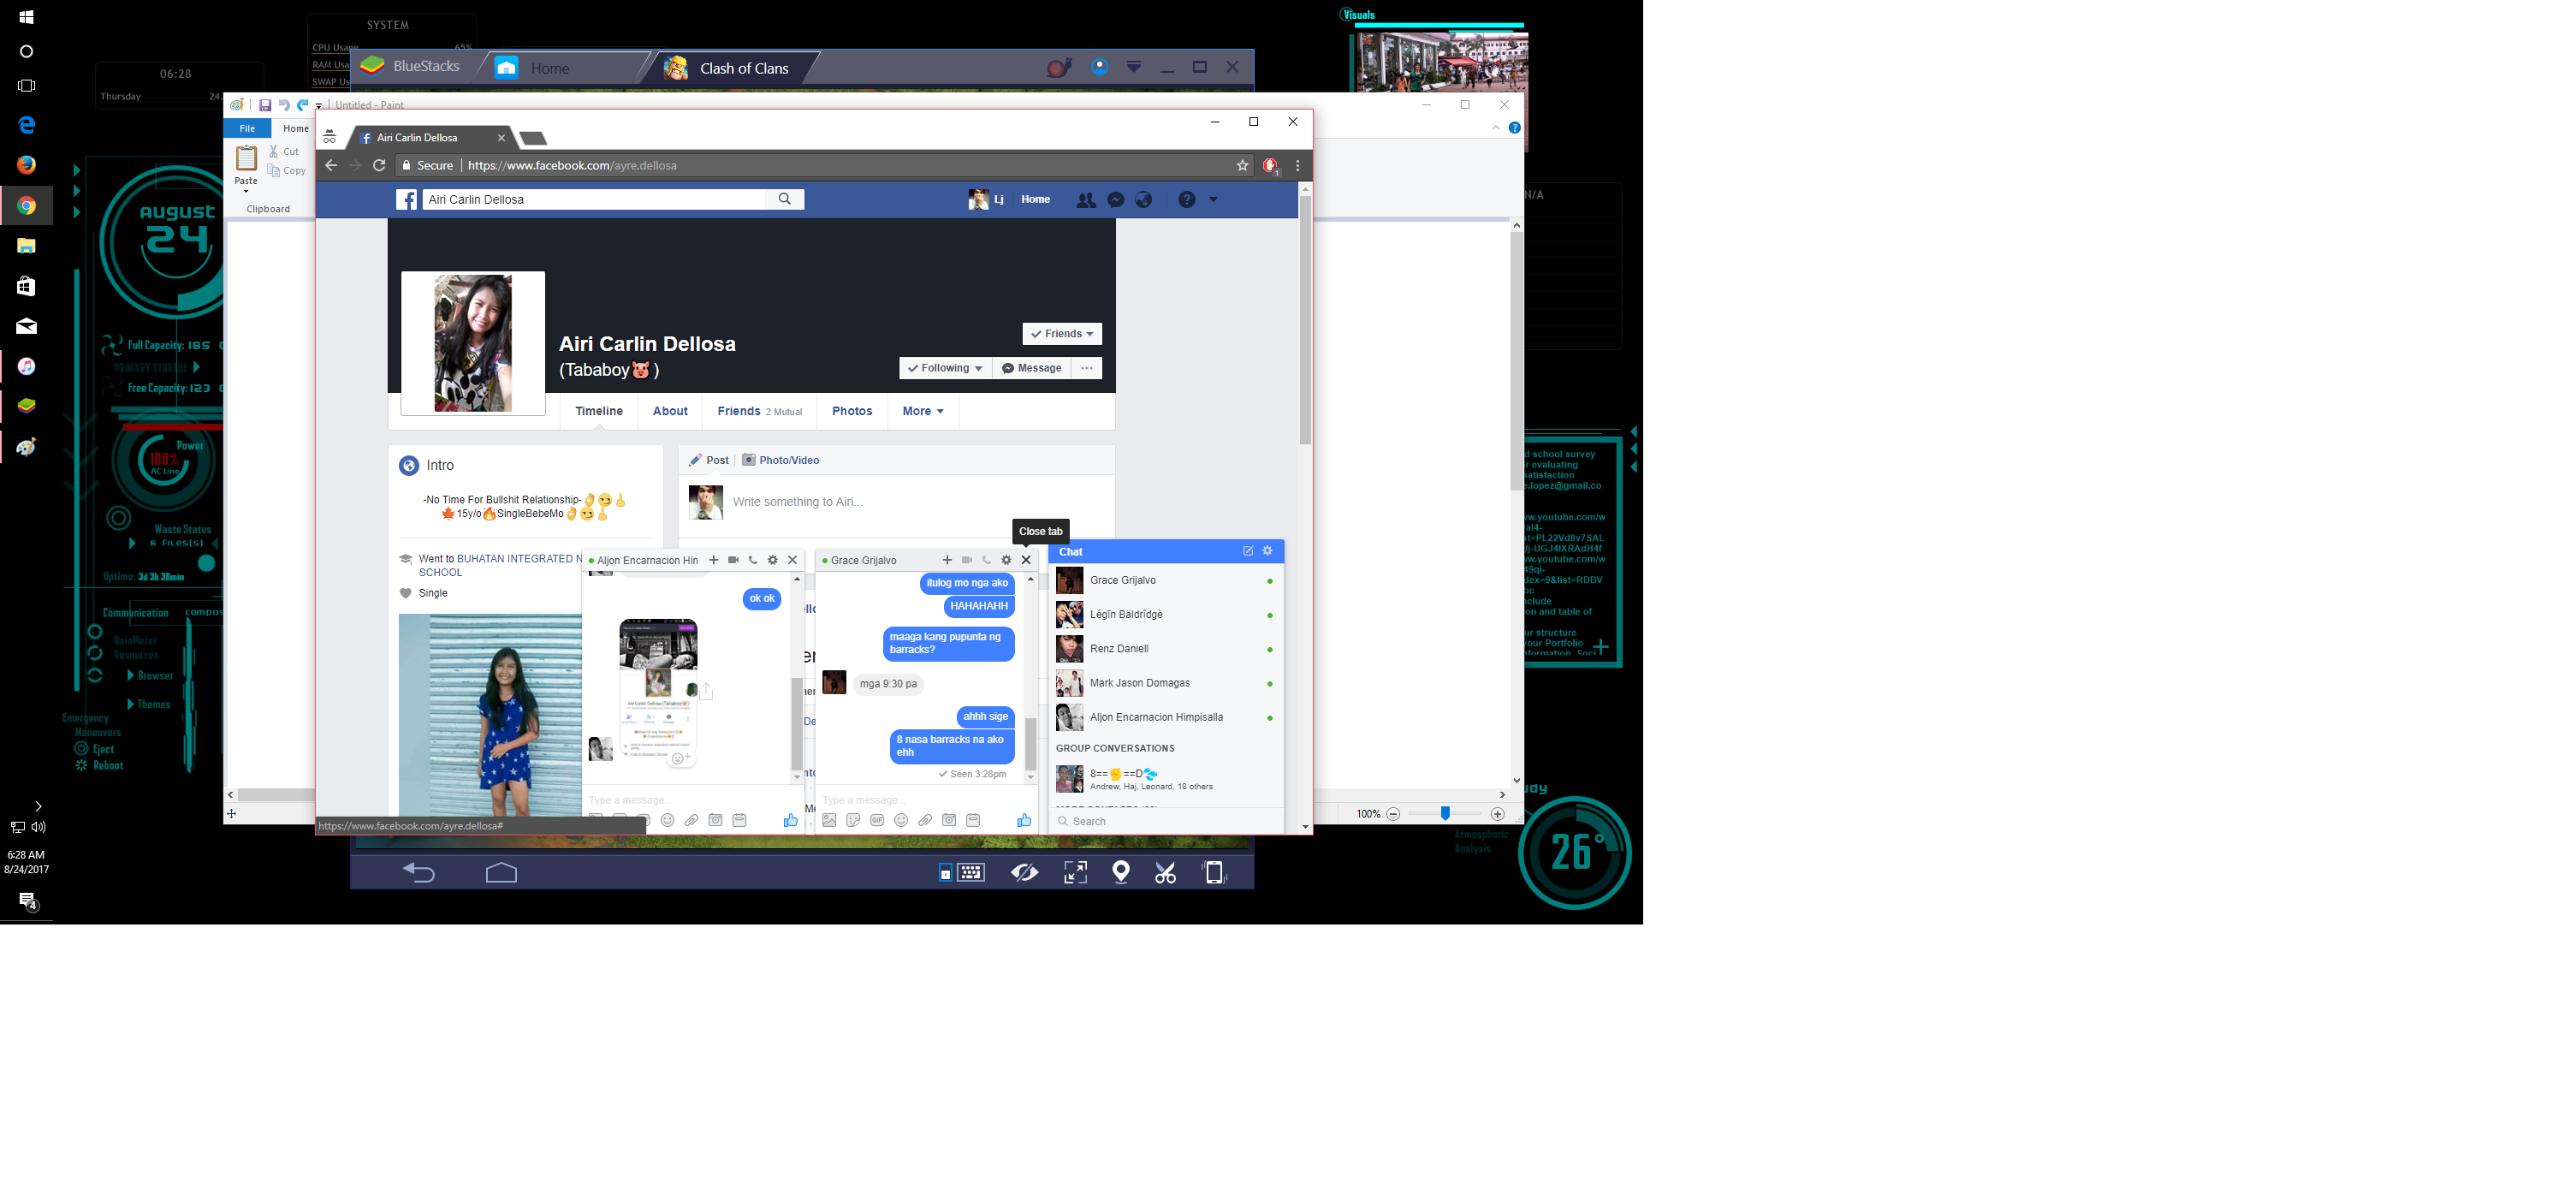 SYSTEM
CPU Usage 65%
RAM Usa
SWAP Us
06:28
Thursday 24.
Visuals
BlueStacks
Home
Clash of Clans
Untitled - Paint
File
Home
Cut
Copy
Paste
Clipboard
Airi Carlin Dellosa
Secure
https://www.facebook.com/ayre.dellosa
Airi Carlin Dellosa
Lj
Home
N/A
August
24
Airi Carlin Dellosa
(Tababoy🐷)
Friends
Following
Message
Timeline
About
Friends 2 Mutual
Photos
More
Full Capacity: 185
PRIMARY STORAGE
Free Capacity: 123
Power
100%
AC Line
Waste Status
6 Files(s)
Uptime: 3d 3h 38min
Communication
compos
RainMeter
Resources
Browser
Themes
Emergency
Maneuvers
Eject
Reboot
Intro
-No Time For Bullshit Relationship-👌😏🖕
🍁15y/o🔥SingleBebeMo👌😏🖕
Went to BUHATAN INTEGRATED N
SCHOOL
Single
Post
Photo/Video
Write something to Airi...
Close tab
Aljon Encarnacion Him
ok ok
Type a message...
Grace Grijalvo
itulog mo nga ako
HAHAHAHH
maaga kang pupunta ng
barracks?
mga 9:30 pa
ahhh sige
8 nasa barracks na ako
ehh
Seen 3:28pm
Type a message...
GIF
Chat
Grace Grijalvo
Légîn Bäldrîdgè
Renz Daniell
Mark Jason Domagas
Aljon Encarnacion Himpisalla
GROUP CONVERSATIONS
8==✊==D💦
Andrew, Haj, Leonard, 18 others
Search
https://www.facebook.com/ayre.dellosa#
d school survey
r evaluating
atisfaction
e.lopez@gmail.co
ww.youtube.com/w
al4-
t=PL22Vd8v7SAL
Jj-UGJ4IXRAdH4f
ww.youtube.com/w
49qi-
dex=9&list=RDDV
bc
nclude
on and table of
ur structure
your Portfolio
100%
udy
Atmospheric
Analysis
26°
6:28 AM
8/24/2017
4